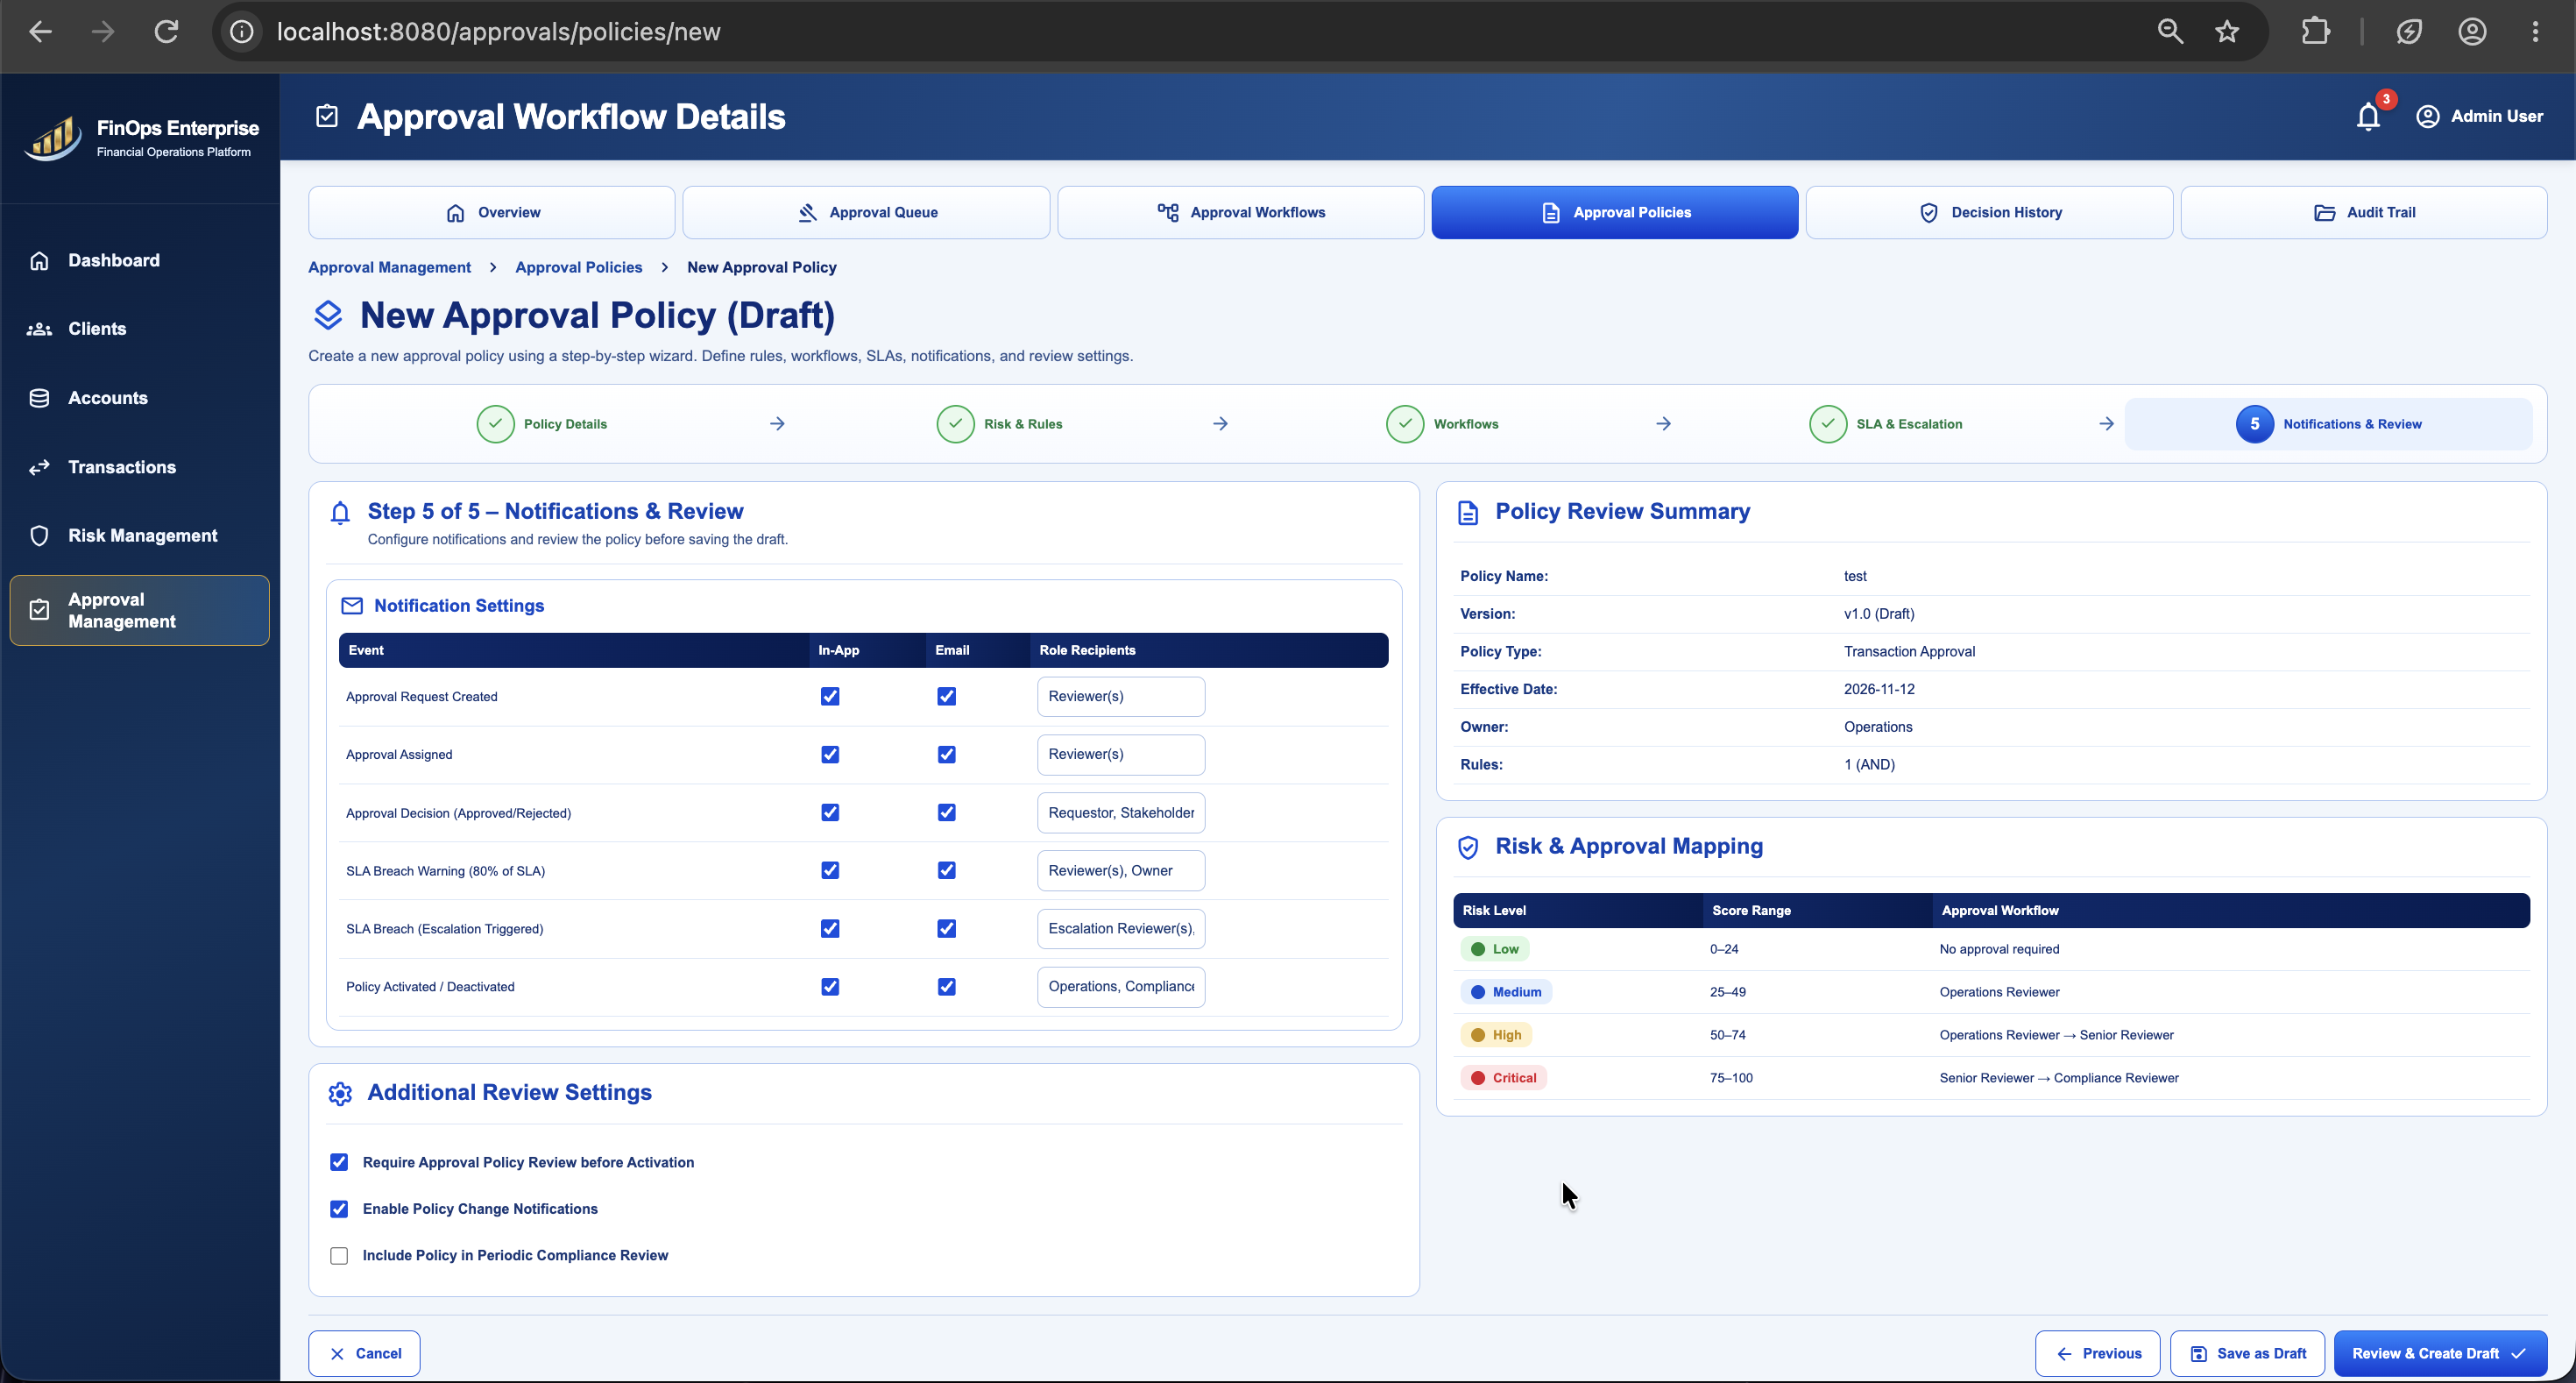 localhost:8080/approvals/policies/new
FinOps Enterprise
Financial Operations Platform
Dashboard
Clients
Accounts
Transactions
Risk Management
Approval
Management
Approval Workflow Details
3
Admin User
Overview
Approval Queue
Approval Workflows
Approval Policies
Decision History
Audit Trail
Approval Management > Approval Policies > New Approval Policy
New Approval Policy (Draft)
Create a new approval policy using a step-by-step wizard. Define rules, workflows, SLAs, notifications, and review settings.
Policy Details
Risk & Rules
Workflows
SLA & Escalation
5 Notifications & Review
Step 5 of 5 – Notifications & Review
Configure notifications and review the policy before saving the draft.
Notification Settings
Event In-App Email Role Recipients
Approval Request Created Reviewer(s)
Approval Assigned Reviewer(s)
Approval Decision (Approved/Rejected) Requestor, Stakeholder
SLA Breach Warning (80% of SLA) Reviewer(s), Owner
SLA Breach (Escalation Triggered) Escalation Reviewer(s),
Policy Activated / Deactivated Operations, Compliance
Additional Review Settings
Require Approval Policy Review before Activation
Enable Policy Change Notifications
Include Policy in Periodic Compliance Review
Policy Review Summary
Policy Name: test
Version: v1.0 (Draft)
Policy Type: Transaction Approval
Effective Date: 2026-11-12
Owner: Operations
Rules: 1 (AND)
Risk & Approval Mapping
Risk Level Score Range Approval Workflow
Low 0–24 No approval required
Medium 25–49 Operations Reviewer
High 50–74 Operations Reviewer → Senior Reviewer
Critical 75–100 Senior Reviewer → Compliance Reviewer
Cancel
Previous
Save as Draft
Review & Create Draft